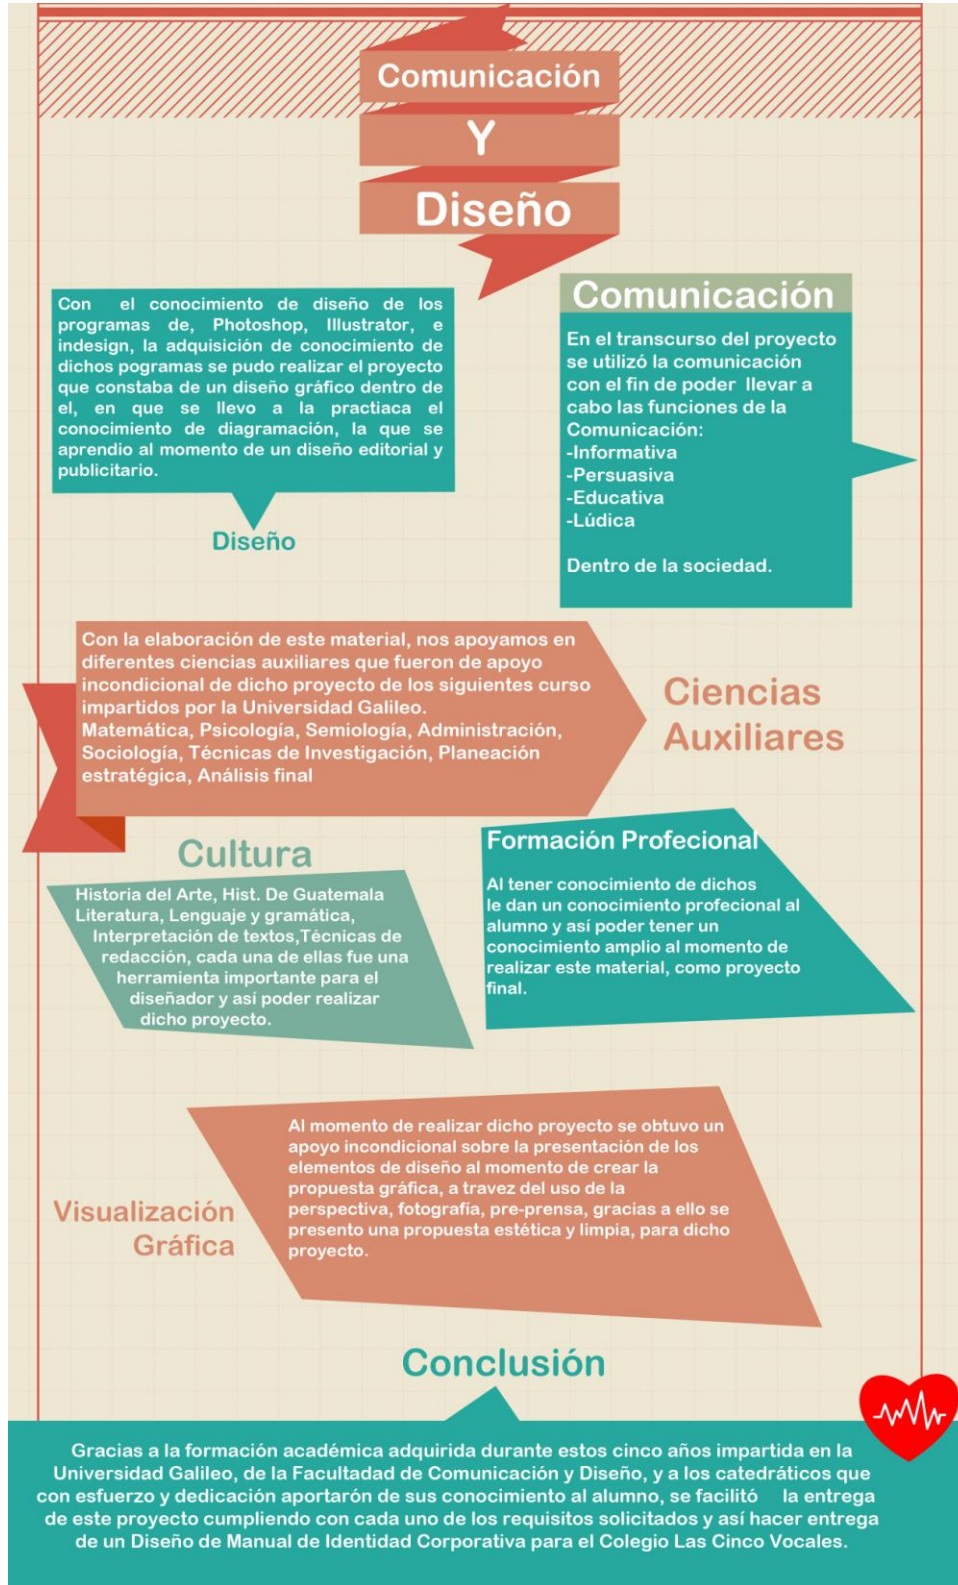 Comunicación
Y
Diseño
Con el conocimiento de diseño de los
programas de, Photoshop, Illustrator, e
indesign, la adquisición de conocimiento de
dichos pogramas se pudo realizar el proyecto
que constaba de un diseño gráfico dentro de
el, en que se llevo a la practiaca el
conocimiento de diagramación, la que se
aprendio al momento de un diseño editorial y
publicitario.
Diseño
Comunicación
En el transcurso del proyecto
se utilizó la comunicación
con el fin de poder llevar a
cabo las funciones de la
Comunicación:
-Informativa
-Persuasiva
-Educativa
-Lúdica
Dentro de la sociedad.
Con la elaboración de este material, nos apoyamos en
diferentes ciencias auxiliares que fueron de apoyo
incondicional de dicho proyecto de los siguientes curso
impartidos por la Universidad Galileo.
Matemática, Psicología, Semiología, Administración,
Sociología, Técnicas de Investigación, Planeación
estratégica, Análisis final
Ciencias
Auxiliares
Cultura
Historia del Arte, Hist. De Guatemala
Literatura, Lenguaje y gramática,
Interpretación de textos,Técnicas de
redacción, cada una de ellas fue una
herramienta importante para el
diseñador y así poder realizar
dicho proyecto.
Formación Profecional
Al tener conocimiento de dichos
le dan un conocimiento profecional al
alumno y así poder tener un
conocimiento amplio al momento de
realizar este material, como proyecto
final.
Al momento de realizar dicho proyecto se obtuvo un
apoyo incondicional sobre la presentación de los
elementos de diseño al momento de crear la
propuesta gráfica, a travez del uso de la
perspectiva, fotografía, pre-prensa, gracias a ello se
presento una propuesta estética y limpia, para dicho
proyecto.
Visualización
Gráfica
Conclusión
Gracias a la formación académica adquirida durante estos cinco años impartida en la
Universidad Galileo, de la Facultadad de Comunicación y Diseño, y a los catedráticos que
con esfuerzo y dedicación aportarón de sus conocimiento al alumno, se facilitó la entrega
de este proyecto cumpliendo con cada uno de los requisitos solicitados y así hacer entrega
de un Diseño de Manual de Identidad Corporativa para el Colegio Las Cinco Vocales.